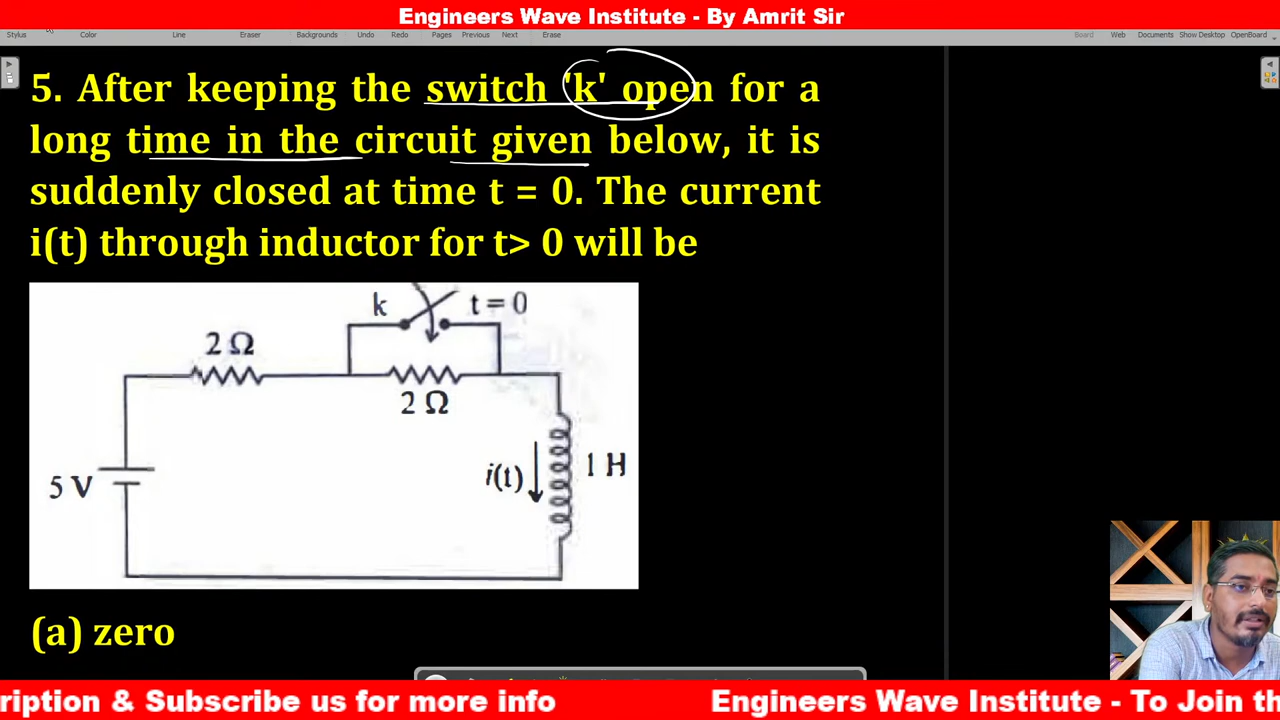 Engineers Wave Institute - By Amrit Sir
Stylus Color Line Eraser Backgrounds Undo Redo Pages Previous Next Erase Board Web Documents Show Desktop OpenBoard
5. After keeping the switch 'k' open for a
long time in the circuit given below, it is
suddenly closed at time t = 0. The current
i(t) through inductor for t> 0 will be
k t = 0
2 Ω
2 Ω
5 V
i(t)
1 H
(a) zero
ription & Subscribe us for more info Engineers Wave Institute - To Join th